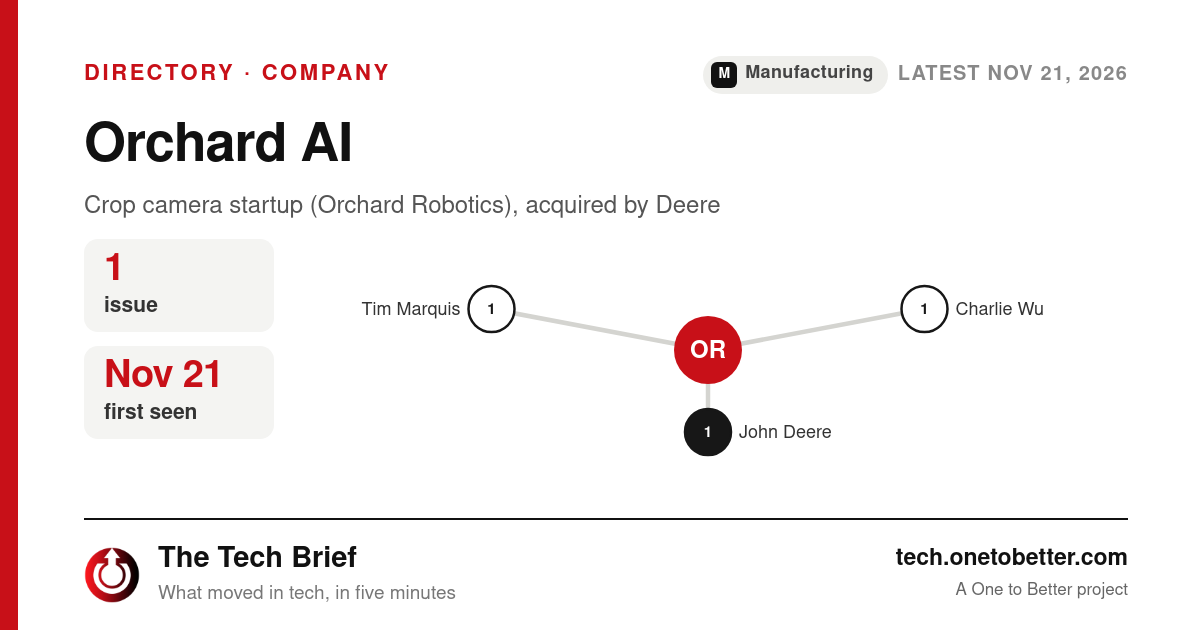 DIRECTORY · COMPANY
M Manufacturing LATEST NOV 21, 2026
Orchard AI
Crop camera startup (Orchard Robotics), acquired by Deere
1
issue
Nov 21
first seen
Tim Marquis 1
1 Charlie Wu
OR
1 John Deere
The Tech Brief
What moved in tech, in five minutes
tech.onetobetter.com
A One to Better project